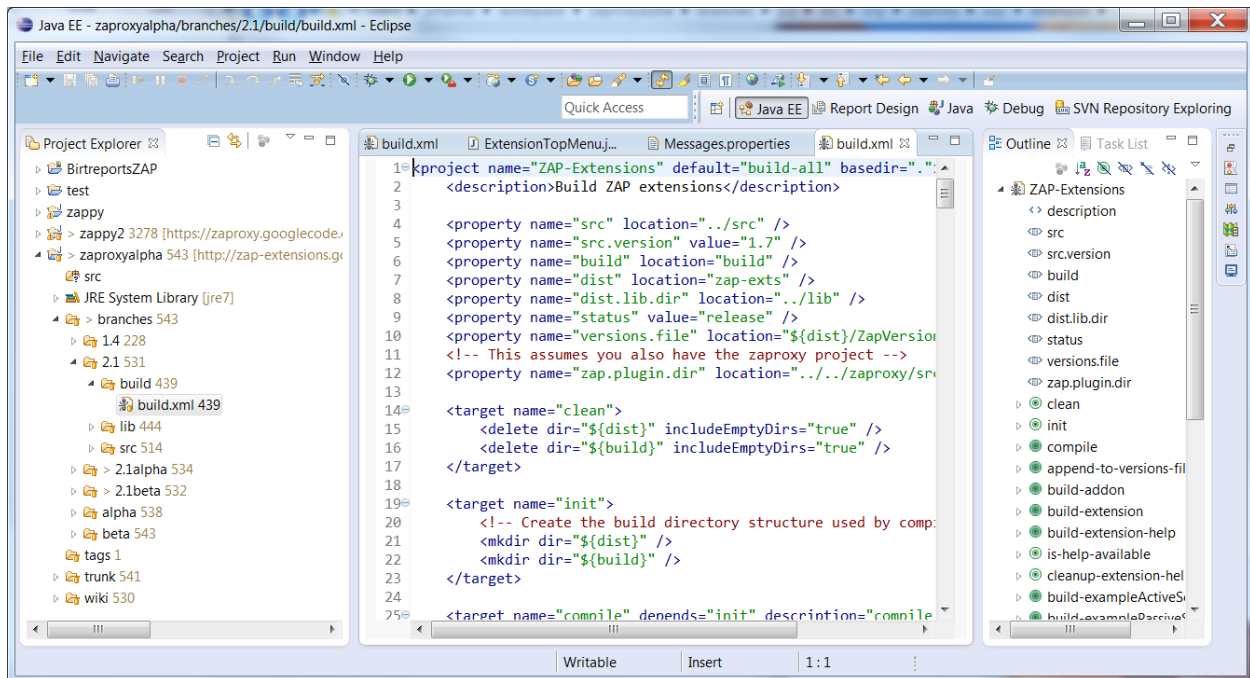 Java EE - zaproxyalpha/branches/2.1/build/build.xml - Eclipse
File Edit Navigate Search Project Run Window Help
Quick Access Java EE Report Design Java Debug SVN Repository Exploring
Project Explorer
BirtreportsZAP
test
zappy
> zappy2 3278 [https://zaproxy.googlecode.
> zaproxyalpha 543 [http://zap-extensions.go
src
JRE System Library [jre7]
> branches 543
1.4 228
2.1 531
build 439
build.xml 439
lib 444
src 514
> 2.1alpha 534
> 2.1beta 532
alpha 538
beta 543
tags 1
trunk 541
wiki 530
build.xml ExtensionTopMenu.j... Messages.properties build.xml
1 <project name="ZAP-Extensions" default="build-all" basedir=".">
2 <description>Build ZAP extensions</description>
3
4 <property name="src" location="../src" />
5 <property name="src.version" value="1.7" />
6 <property name="build" location="build" />
7 <property name="dist" location="zap-exts" />
8 <property name="dist.lib.dir" location="../lib" />
9 <property name="status" value="release" />
10 <property name="versions.file" location="${dist}/ZapVersion
11 <!-- This assumes you also have the zaproxy project -->
12 <property name="zap.plugin.dir" location="../../zaproxy/sr
13
14 <target name="clean">
15 <delete dir="${dist}" includeEmptyDirs="true" />
16 <delete dir="${build}" includeEmptyDirs="true" />
17 </target>
18
19 <target name="init">
20 <!-- Create the build directory structure used by comp
21 <mkdir dir="${dist}" />
22 <mkdir dir="${build}" />
23 </target>
24
25 <target name="compile" depends="init" description="compile
Outline Task List
ZAP-Extensions
description
src
src.version
build
dist
dist.lib.dir
status
versions.file
zap.plugin.dir
clean
init
compile
append-to-versions-fil
build-addon
build-extension
build-extension-help
is-help-available
cleanup-extension-hel
build-exampleActiveS
build-examplePassiveS
Writable Insert 1 : 1